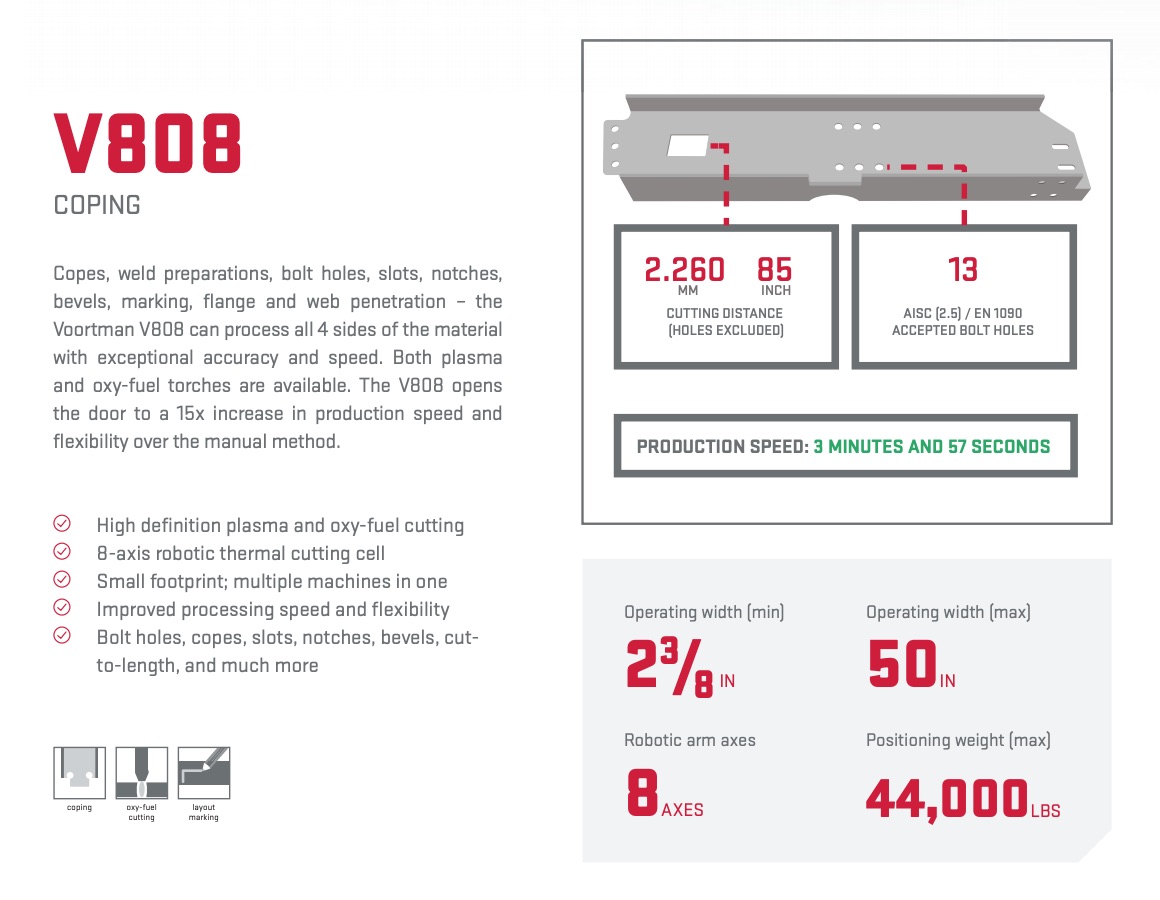 V808
COPING
Copes, weld preparations, bolt holes, slots, notches,
bevels, marking, flange and web penetration – the
Voortman V808 can process all 4 sides of the material
with exceptional accuracy and speed. Both plasma
and oxy-fuel torches are available. The V808 opens
the door to a 15x increase in production speed and
flexibility over the manual method.
High definition plasma and oxy-fuel cutting
8-axis robotic thermal cutting cell
Small footprint; multiple machines in one
Improved processing speed and flexibility
Bolt holes, copes, slots, notches, bevels, cut-
to-length, and much more
coping
oxy-fuel
cutting
layout
marking
2.260 85
MM INCH
CUTTING DISTANCE
(HOLES EXCLUDED)
13
AISC (2.5) / EN 1090
ACCEPTED BOLT HOLES
PRODUCTION SPEED: 3 MINUTES AND 57 SECONDS
Operating width (min)
2 3/8 IN
Operating width (max)
50 IN
Robotic arm axes
8 AXES
Positioning weight (max)
44,000 LBS